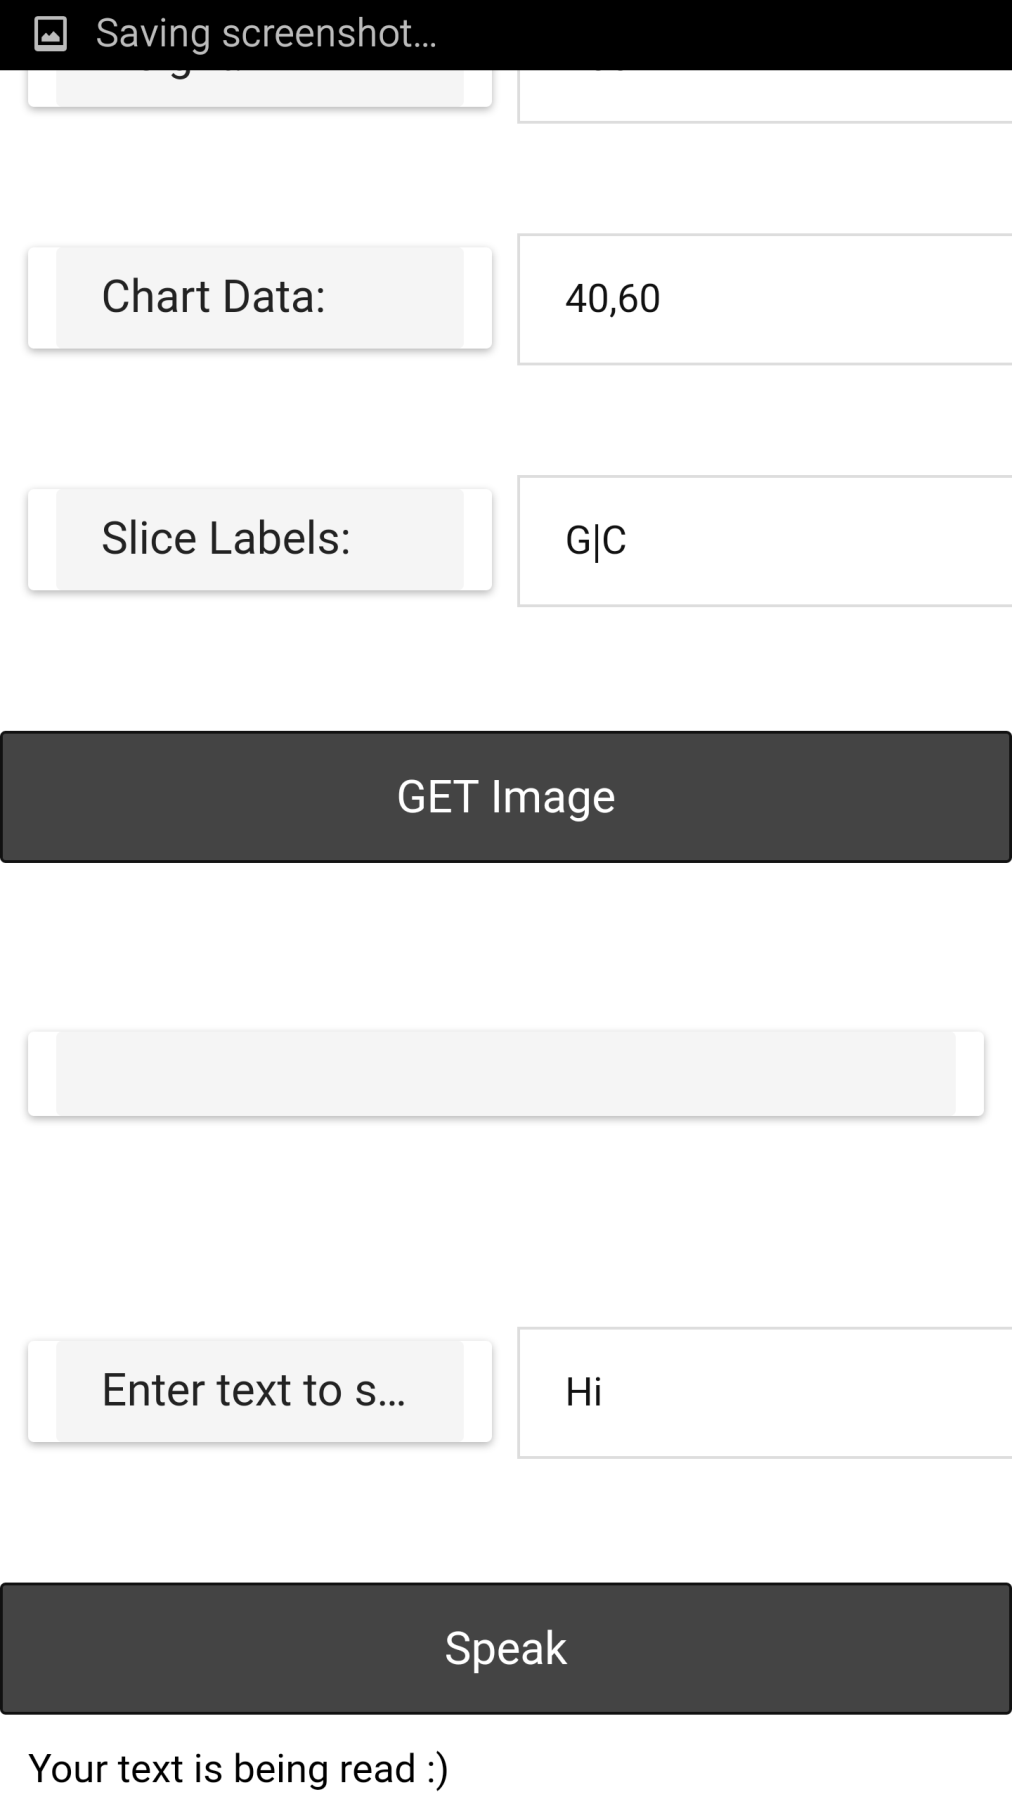 Saving screenshot...
Chart Data:
40,60
Slice Labels:
G|C
GET Image
Enter text to s...
Hi
Speak
Your text is being read :)